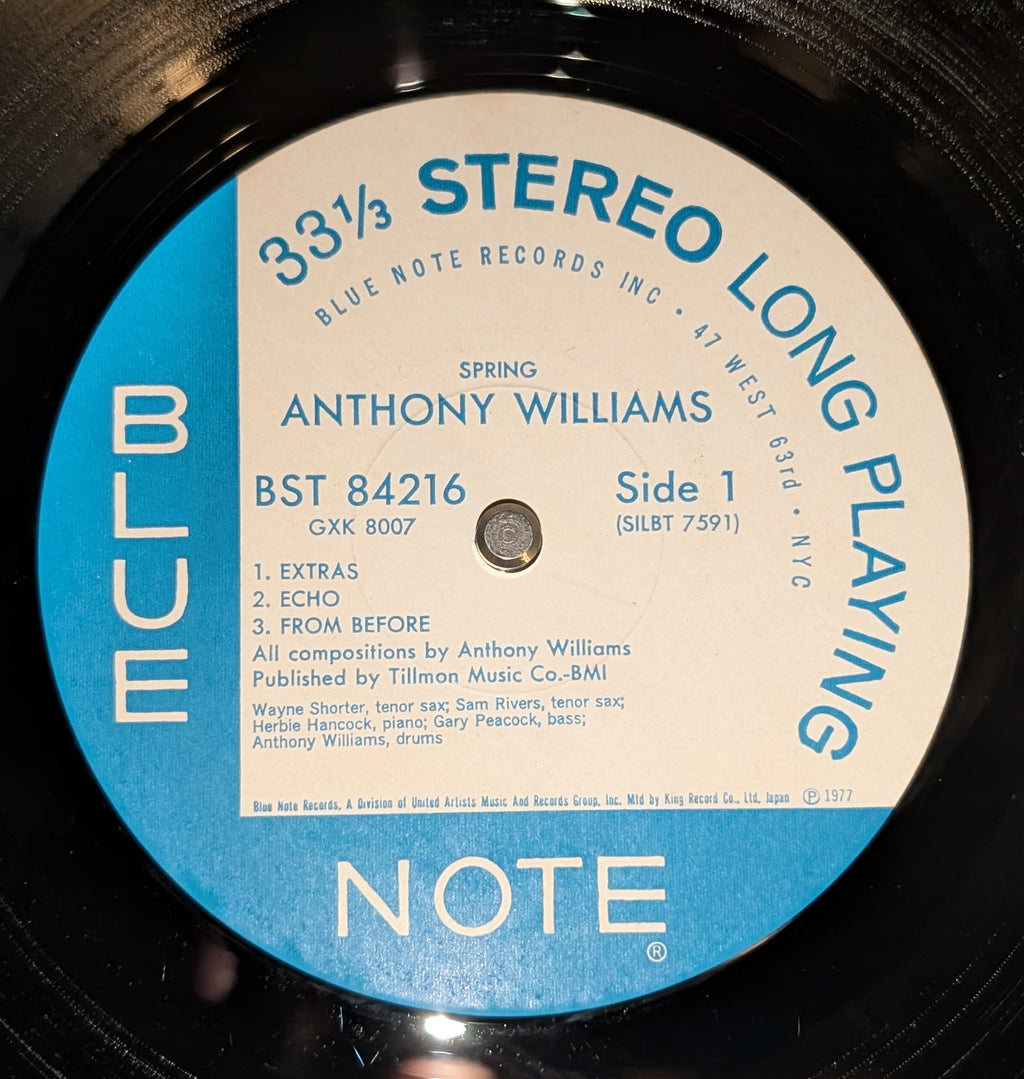 33⅓ STEREO LONG PLAYING
BLUE NOTE RECORDS INC • 47 WEST 63rd • NYC
SPRING
ANTHONY WILLIAMS
BST 84216
GXK 8007
Side 1
(SILBT 7591)
1. EXTRAS
2. ECHO
3. FROM BEFORE
All compositions by Anthony Williams
Published by Tillmon Music Co.-BMI
Wayne Shorter, tenor sax; Sam Rivers, tenor sax;
Herbie Hancock, piano; Gary Peacock, bass;
Anthony Williams, drums
Blue Note Records, A Division of United Artists Music And Records Group, Inc. Mfd by King Record Co., Ltd, Japan ℗ 1977
BLUE
NOTE
®